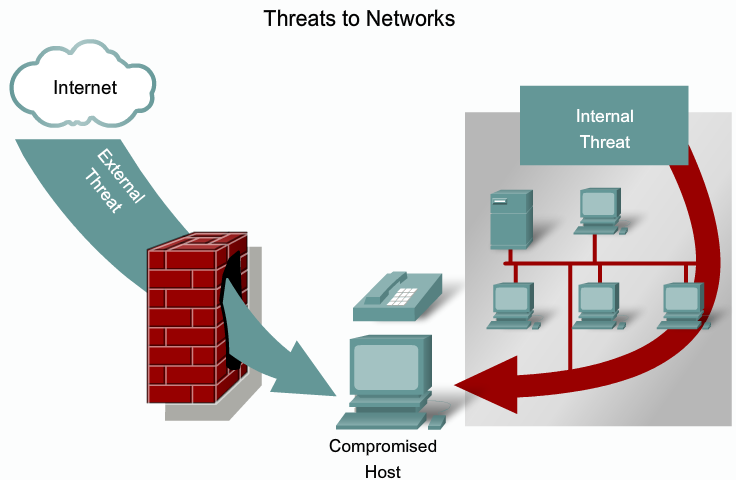 Threats to Networks
Internet
External
Threat
Internal
Threat
Compromised
Host